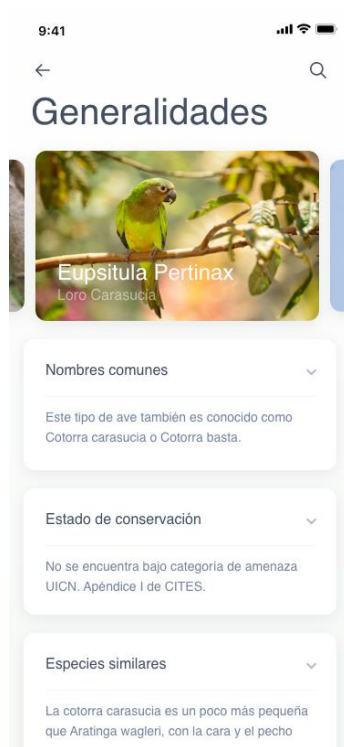 9:41
Generalidades
Eupsitula Pertinax
Loro Carasucia
Nombres comunes
Este tipo de ave también es conocido como
Cotorra carasucia o Cotorra basta.
Estado de conservación
No se encuentra bajo categoría de amenaza
UICN. Apéndice I de CITES.
Especies similares
La cotorra carasucia es un poco más pequeña
que Aratinga wagleri, con la cara y el pecho